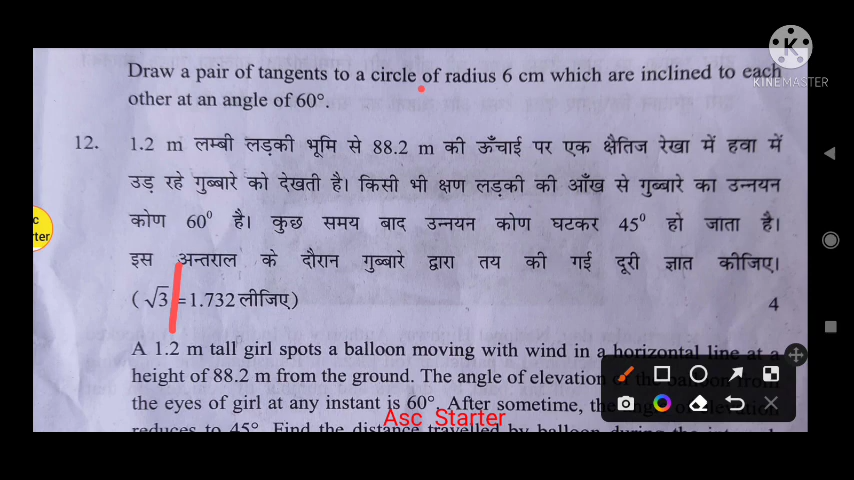 K
KINEMASTER
Draw a pair of tangents to a circle of radius 6 cm which are inclined to each
other at an angle of 60°.
12. 1.2 m लम्बी लड़की भूमि से 88.2 m की ऊँचाई पर एक क्षैतिज रेखा में हवा में
उड़ रहे गुब्बारे को देखती है। किसी भी क्षण लड़की की आँख से गुब्बारे का उन्नयन
कोण 60⁰ है। कुछ समय बाद उन्नयन कोण घटकर 45⁰ हो जाता है।
इस अन्तराल के दौरान गुब्बारे द्वारा तय की गई दूरी ज्ञात कीजिए।
( √3 =1.732 लीजिए) 4
A 1.2 m tall girl spots a balloon moving with wind in a horizontal line at a
height of 88.2 m from the ground. The angle of elevation of the balloon from
the eyes of girl at any instant is 60°. After sometime, the angle of elevation
reduces to 45°. Find the distance travelled by balloon during the
Asc Starter
c
rter